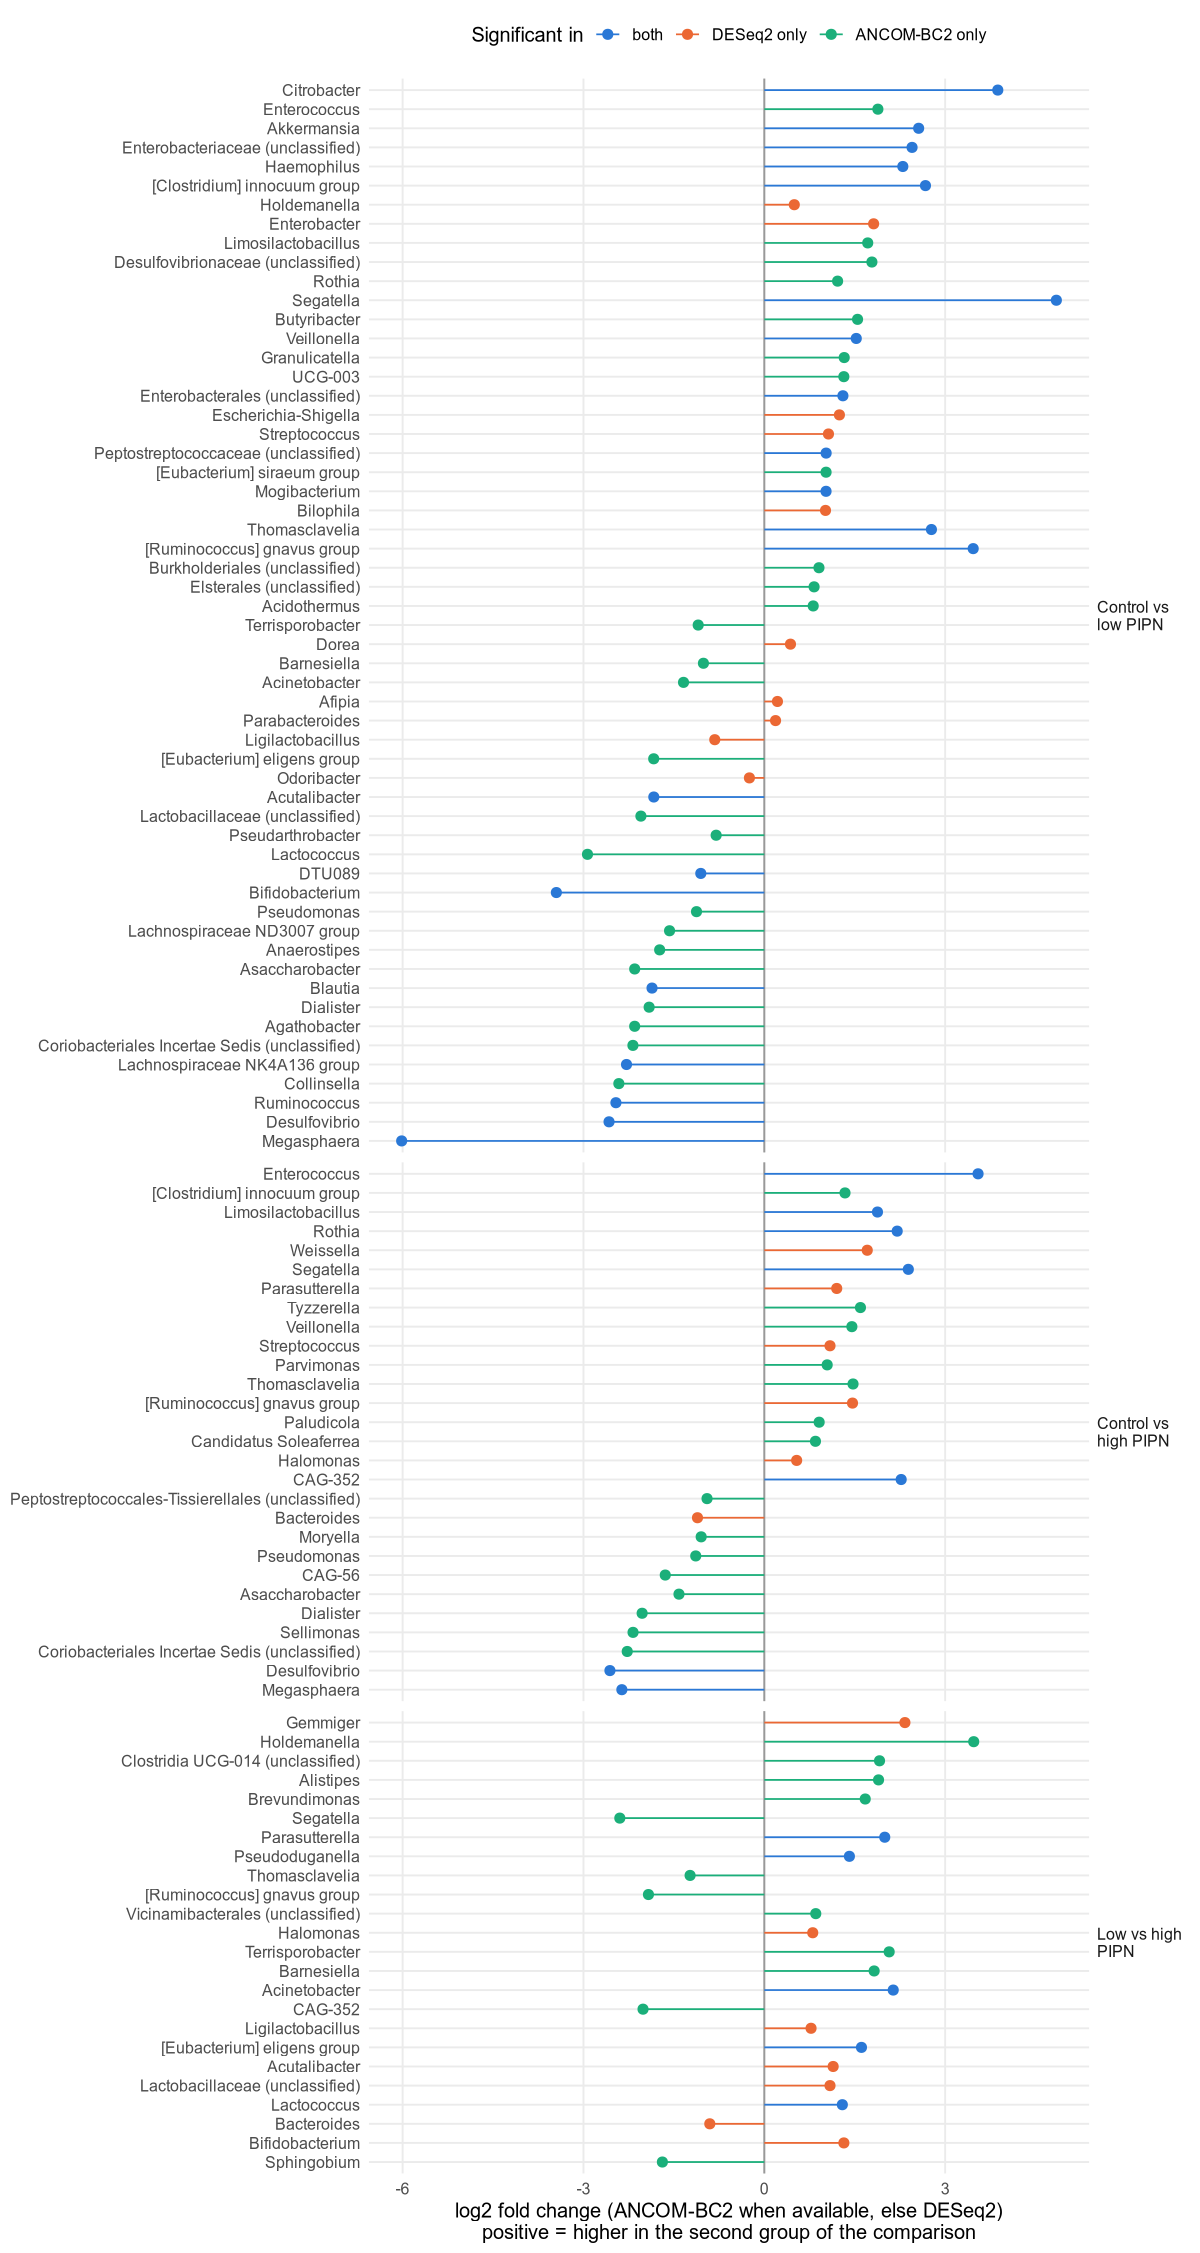 Significant in both DESeq2 only ANCOM-BC2 only
Citrobacter
Enterococcus
Akkermansia
Enterobacteriaceae (unclassified)
Haemophilus
[Clostridium] innocuum group
Holdemanella
Enterobacter
Limosilactobacillus
Desulfovibrionaceae (unclassified)
Rothia
Segatella
Butyribacter
Veillonella
Granulicatella
UCG-003
Enterobacterales (unclassified)
Escherichia-Shigella
Streptococcus
Peptostreptococcaceae (unclassified)
[Eubacterium] siraeum group
Mogibacterium
Bilophila
Thomasclavelia
[Ruminococcus] gnavus group
Burkholderiales (unclassified)
Elsterales (unclassified)
Acidothermus
Terrisporobacter
Dorea
Barnesiella
Acinetobacter
Afipia
Parabacteroides
Ligilactobacillus
[Eubacterium] eligens group
Odoribacter
Acutalibacter
Lactobacillaceae (unclassified)
Pseudarthrobacter
Lactococcus
DTU089
Bifidobacterium
Pseudomonas
Lachnospiraceae ND3007 group
Anaerostipes
Asaccharobacter
Blautia
Dialister
Agathobacter
Coriobacteriales Incertae Sedis (unclassified)
Lachnospiraceae NK4A136 group
Collinsella
Ruminococcus
Desulfovibrio
Megasphaera
Control vs
low PIPN
Enterococcus
[Clostridium] innocuum group
Limosilactobacillus
Rothia
Weissella
Segatella
Parasutterella
Tyzzerella
Veillonella
Streptococcus
Parvimonas
Thomasclavelia
[Ruminococcus] gnavus group
Paludicola
Candidatus Soleaferrea
Halomonas
CAG-352
Peptostreptococcales-Tissierellales (unclassified)
Bacteroides
Moryella
Pseudomonas
CAG-56
Asaccharobacter
Dialister
Sellimonas
Coriobacteriales Incertae Sedis (unclassified)
Desulfovibrio
Megasphaera
Control vs
high PIPN
Gemmiger
Holdemanella
Clostridia UCG-014 (unclassified)
Alistipes
Brevundimonas
Segatella
Parasutterella
Pseudoduganella
Thomasclavelia
[Ruminococcus] gnavus group
Vicinamibacterales (unclassified)
Halomonas
Terrisporobacter
Barnesiella
Acinetobacter
CAG-352
Ligilactobacillus
[Eubacterium] eligens group
Acutalibacter
Lactobacillaceae (unclassified)
Lactococcus
Bacteroides
Bifidobacterium
Sphingobium
Low vs high
PIPN
-6 -3 0 3
log2 fold change (ANCOM-BC2 when available, else DESeq2)
positive = higher in the second group of the comparison